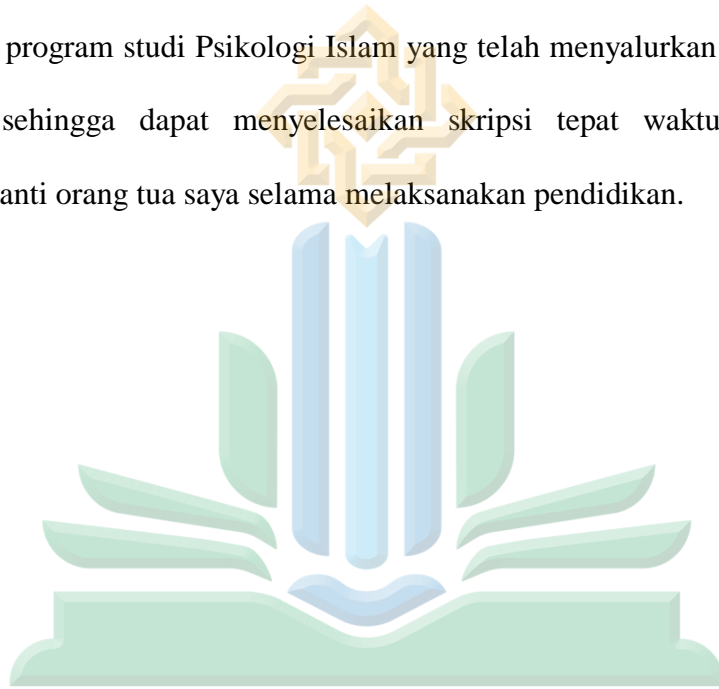 program studi Psikologi Islam yang telah menyalurkan
sehingga dapat menyelesaikan skripsi tepat waktu
anti orang tua saya selama melaksanakan pendidikan.